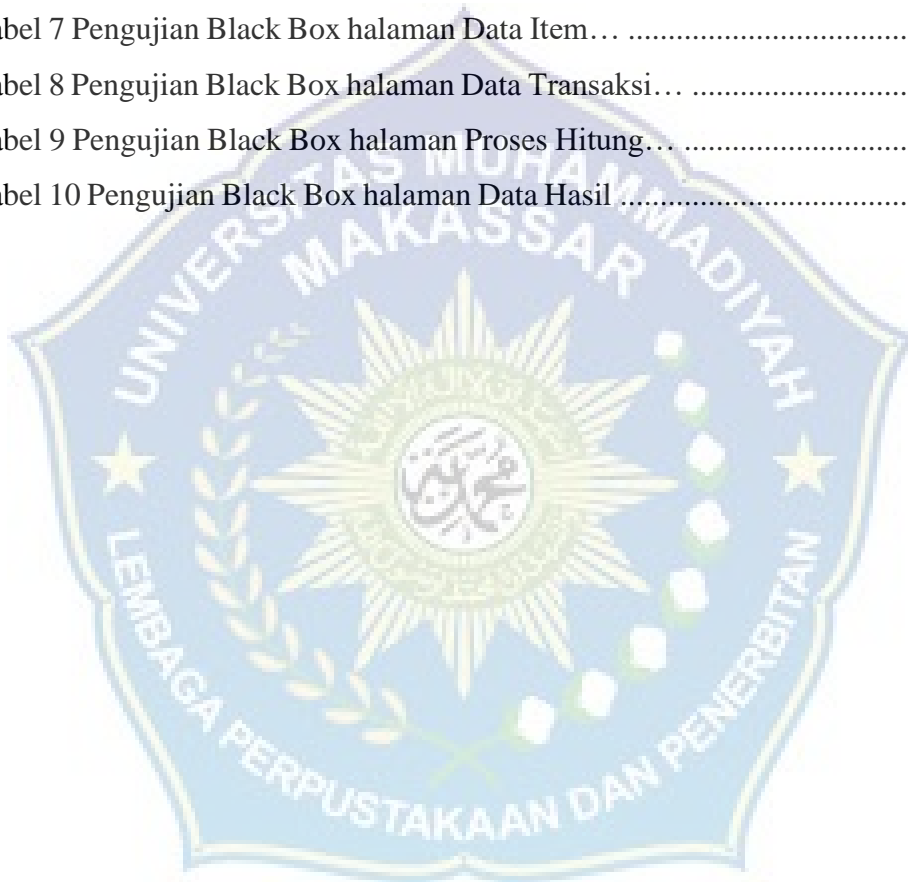 abel 7 Pengujian Black Box halaman Data Item… ..................................
abel 8 Pengujian Black Box halaman Data Transaksi… ..........................
abel 9 Pengujian Black Box halaman Proses Hitung… ...........................
abel 10 Pengujian Black Box halaman Data Hasil ...................................
UNIVERSITAS MUHAMMADIYAH
MAKASSAR
محمدية
LEMBAGA PERPUSTAKAAN DAN PENERBITAN